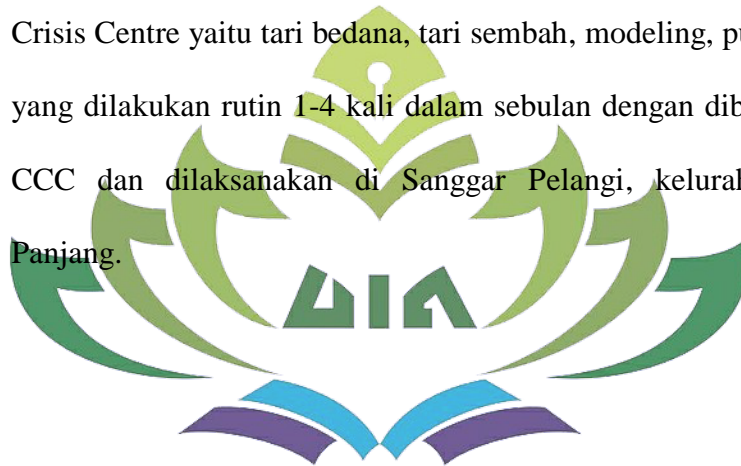 Crisis Centre yaitu tari bedana, tari sembah, modeling,
yang dilakukan rutin 1-4 kali dalam sebulan dengan
CCC dan dilaksanakan di Sanggar Pelangi,
Panjang.
UIN